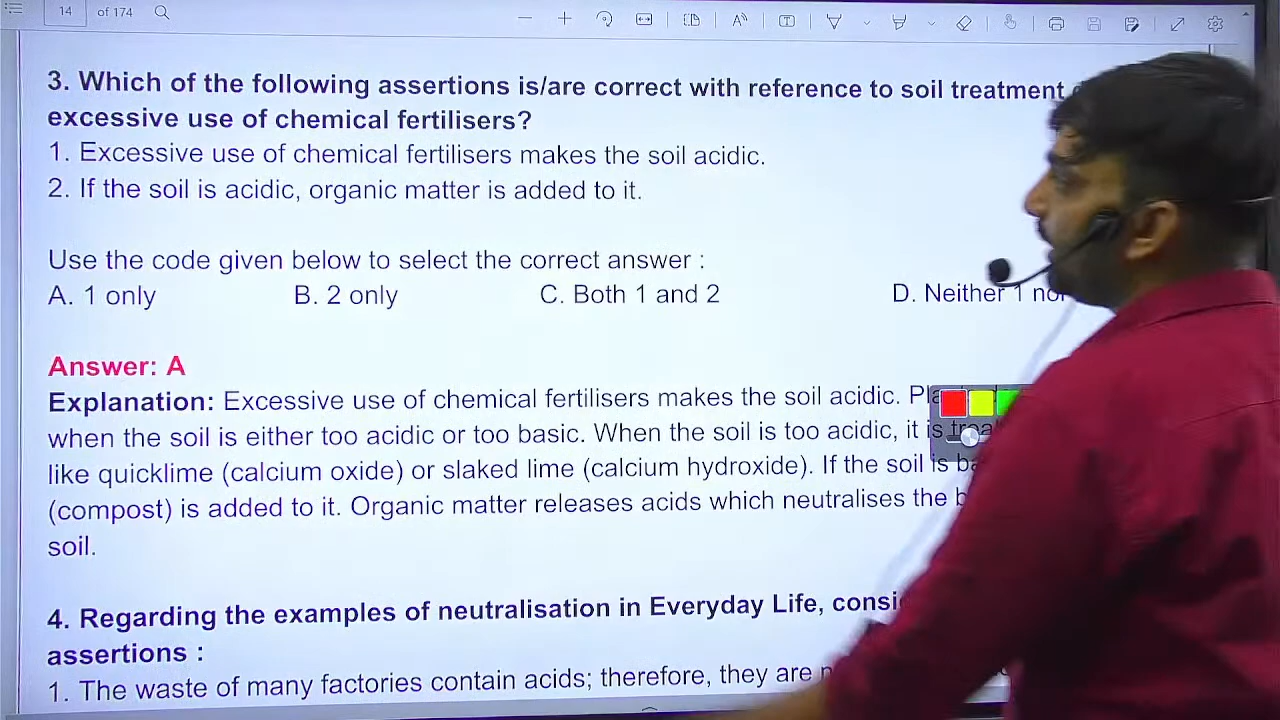 14 of 174
3. Which of the following assertions is/are correct with reference to soil treatment
excessive use of chemical fertilisers?
1. Excessive use of chemical fertilisers makes the soil acidic.
2. If the soil is acidic, organic matter is added to it.
Use the code given below to select the correct answer :
A. 1 only B. 2 only C. Both 1 and 2 D. Neither 1
Answer: A
Explanation: Excessive use of chemical fertilisers makes the soil acidic.
when the soil is either too acidic or too basic. When the soil is too acidic, it is
like quicklime (calcium oxide) or slaked lime (calcium hydroxide). If the soil is
(compost) is added to it. Organic matter releases acids which neutralises the
soil.
4. Regarding the examples of neutralisation in Everyday Life,
assertions :
1. The waste of many factories contain acids; therefore, they are